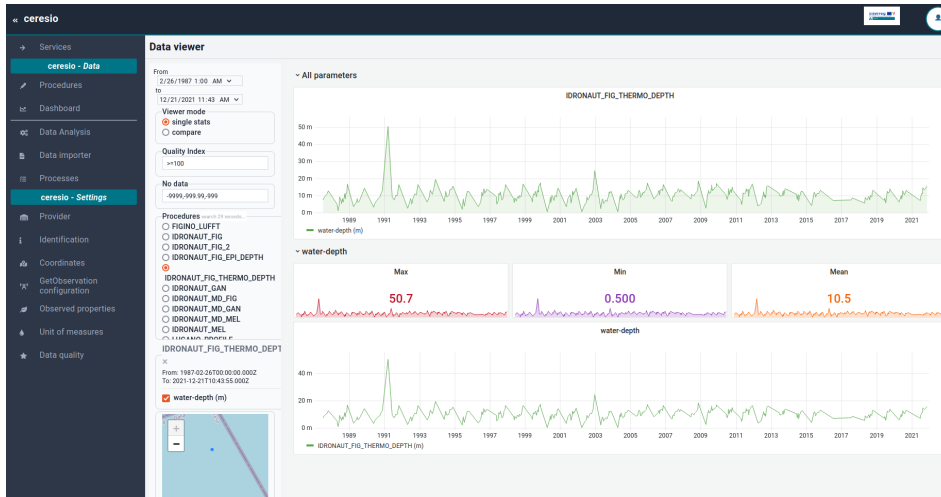 « ceresio
Services
ceresio - Data
Procedures
Dashboard
Data Analysis
Data importer
Processes
ceresio - Settings
Provider
Identification
Coordinates
GetObservation
configuration
Observed properties
Unit of measures
Data quality
Data viewer
From
2/26/1987 1:00 AM
to
12/21/2021 11:43 AM
Viewer mode
single stats
compare
Quality Index
>=100
No data
-9999,-999.99,-999
Procedures
FIGINO_LUFFT
IDRONAUT_FIG
IDRONAUT_FIG_2
IDRONAUT_FIG_EPI_DEPTH
IDRONAUT_FIG_THERMO_DEPTH
IDRONAUT_GAN
IDRONAUT_MD_FIG
IDRONAUT_MD_GAN
IDRONAUT_MD_MEL
IDRONAUT_MEL
LUGANO_PROFILE
IDRONAUT_FIG_THERMO_DEPT
×
From: 1987-02-26T00:00:00.000Z
To: 2021-12-21T10:43:55.000Z
water-depth (m)
+
−
All parameters
IDRONAUT_FIG_THERMO_DEPTH
50 m
40 m
30 m
20 m
10 m
0 m
1989 1991 1993 1995 1997 1999 2001 2003 2005 2007 2009 2011 2013 2015 2017 2019 2021
water-depth (m)
water-depth
Max
50.7
Min
0.500
Mean
10.5
water-depth
40 m
20 m
0 m
1989 1991 1993 1995 1997 1999 2001 2003 2005 2007 2009 2011 2013 2015 2017 2019 2021
IDRONAUT_FIG_THERMO_DEPTH (m)